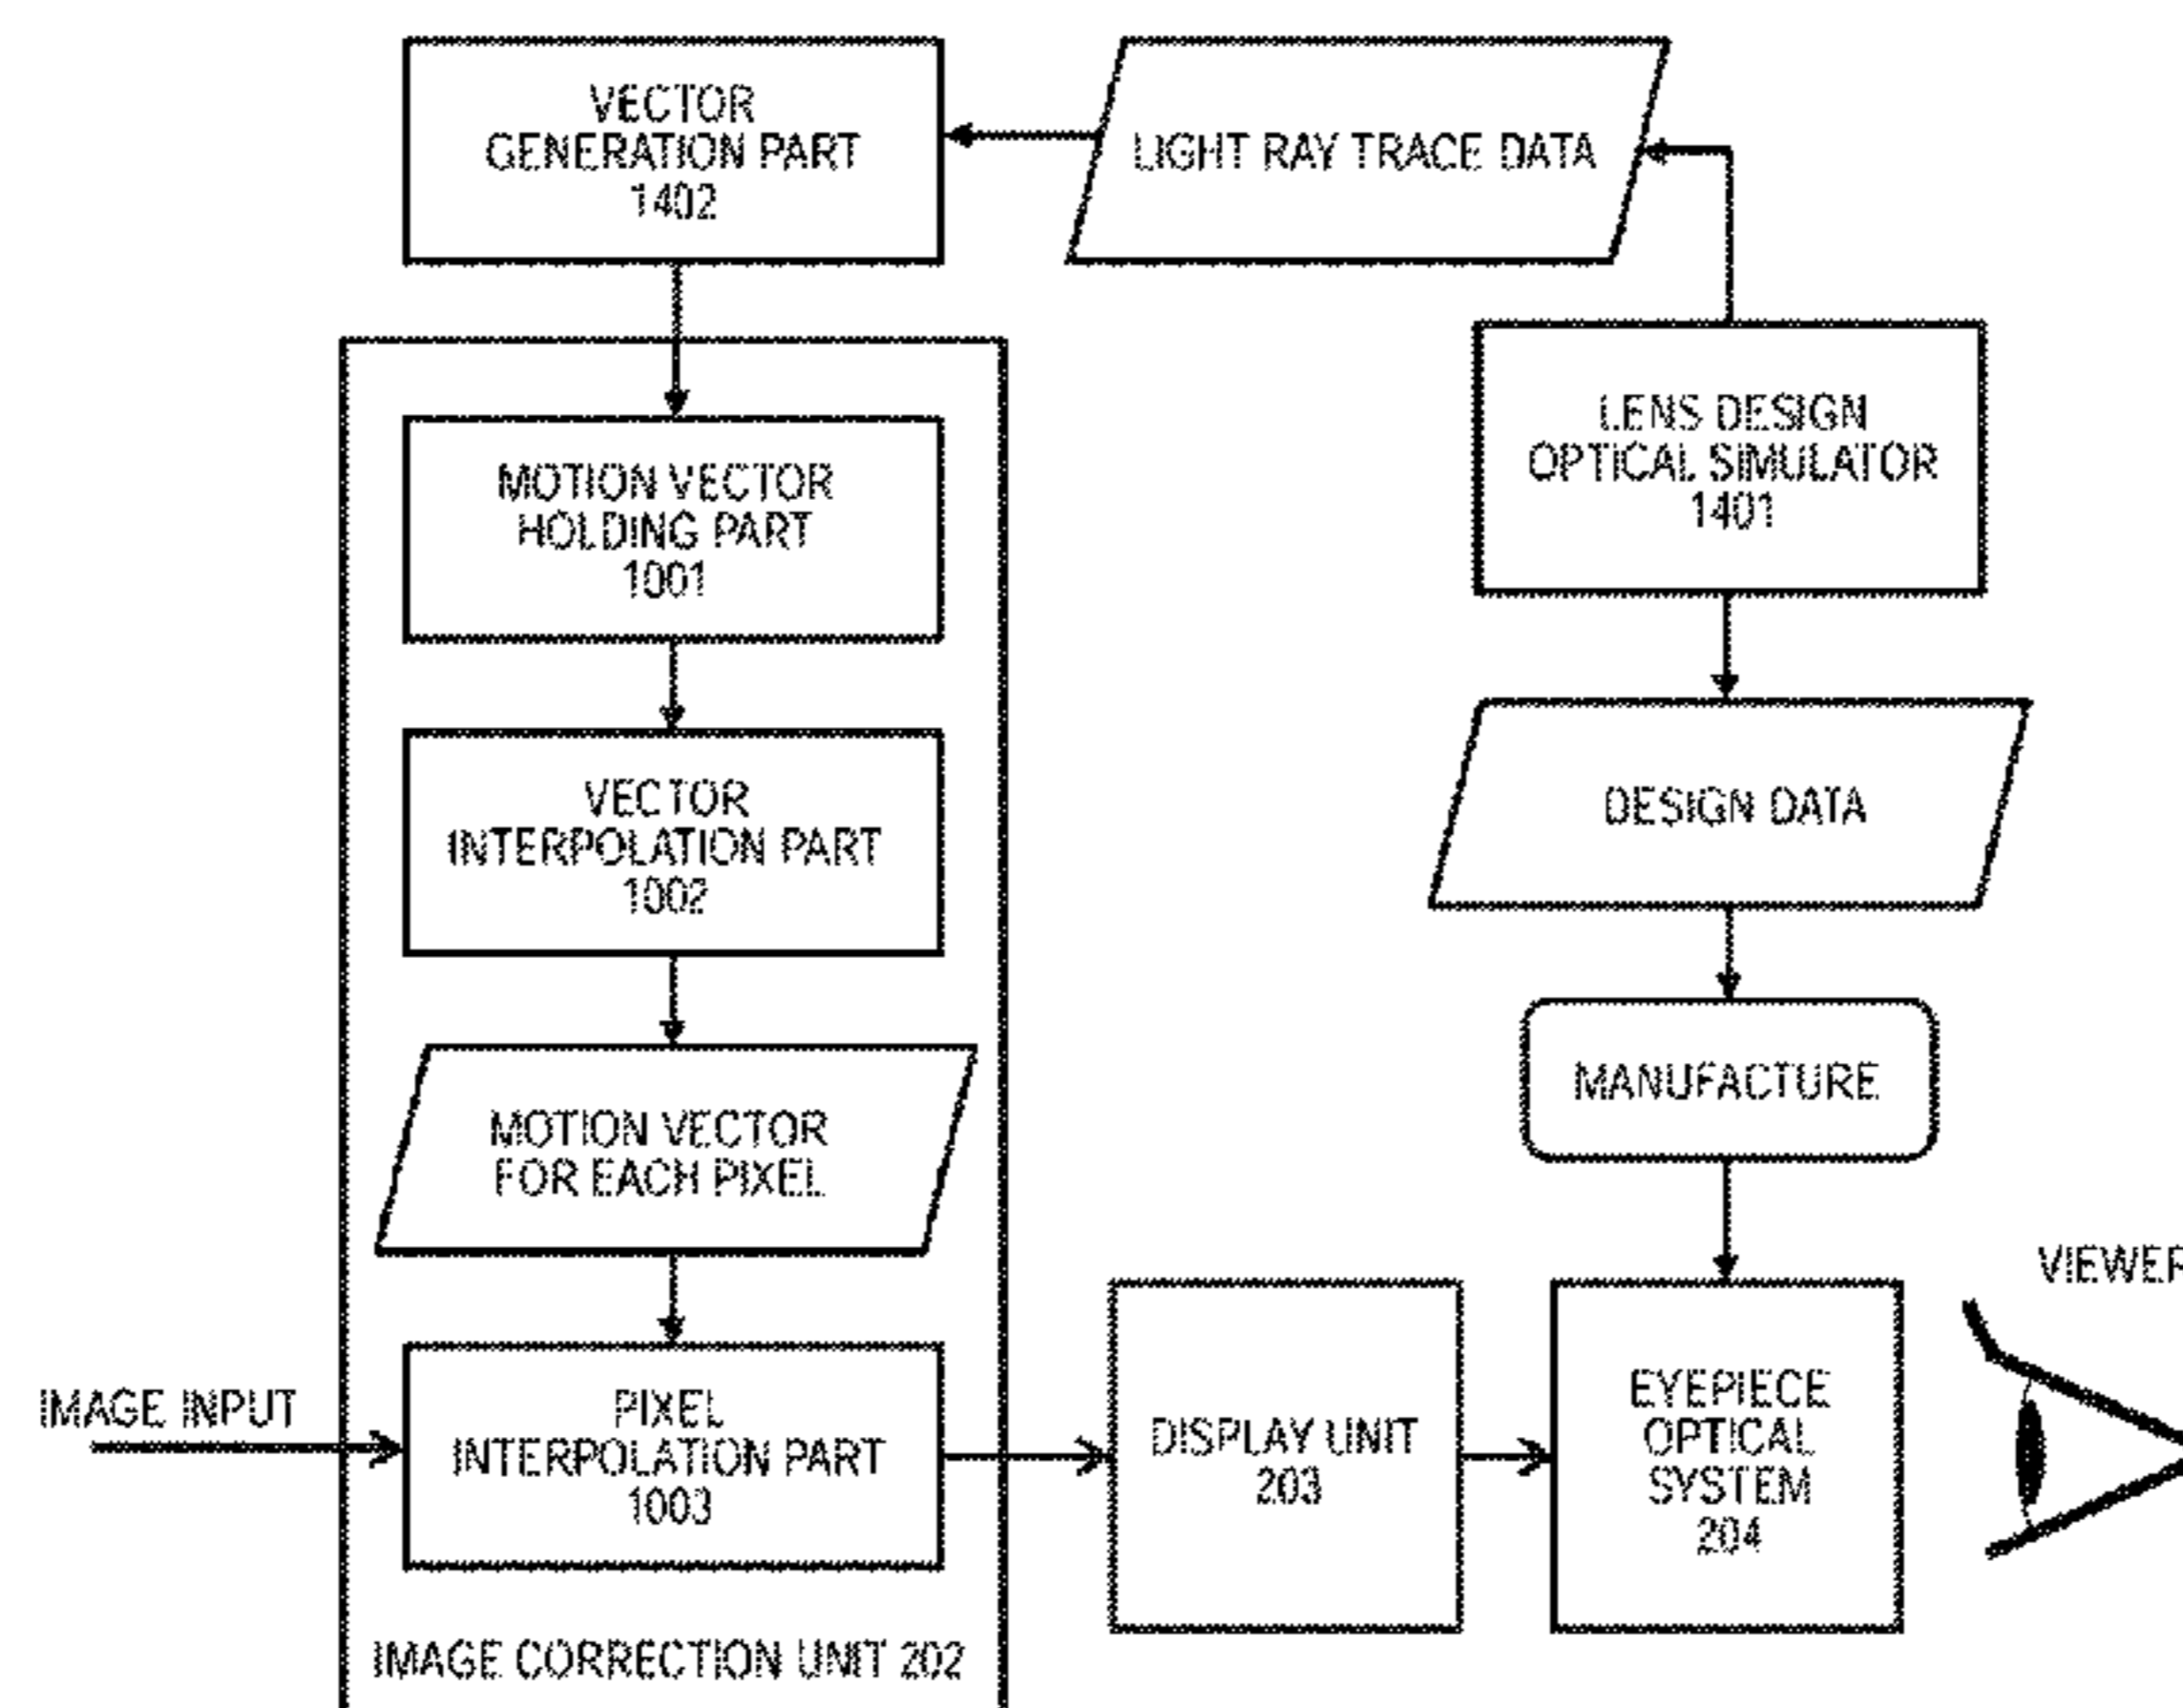 VECTOR
GENERATION PART
1402
LIGHT RAY TRACE DATA
LENS DESIGN
OPTICAL SIMULATOR
1401
MOTION VECTOR
HOLDING PART
1001
VECTOR
INTERPOLATION PART
1002
DESIGN DATA
MANUFACTURE
MOTION VECTOR
FOR EACH PIXEL
VIEWER
IMAGE INPUT
PIXEL
INTERPOLATION PART
1003
DISPLAY UNIT
203
EYEPIECE
OPTICAL
SYSTEM
204
IMAGE CORRECTION UNIT 202